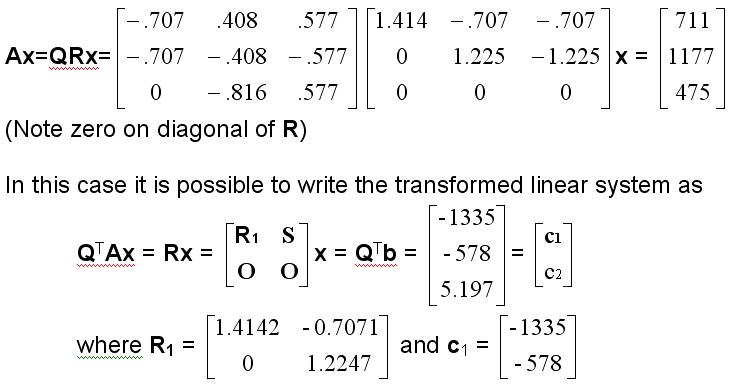 Ax=QRx= [-.707 .408 .577; -.707 -.408 -.577; 0 -.816 .577] [1.414 -.707 -.707; 0 1.225 -1.225; 0 0 0] x = [711; 1177; 475]
(Note zero on diagonal of R)
In this case it is possible to write the transformed linear system as
QᵀAx = Rx = [R₁ S; O O] x = Qᵀb = [-1335; -578; 5.197] = [c₁; c₂]
where R₁ = [1.4142 -0.7071; 0 1.2247] and c₁ = [-1335; -578]